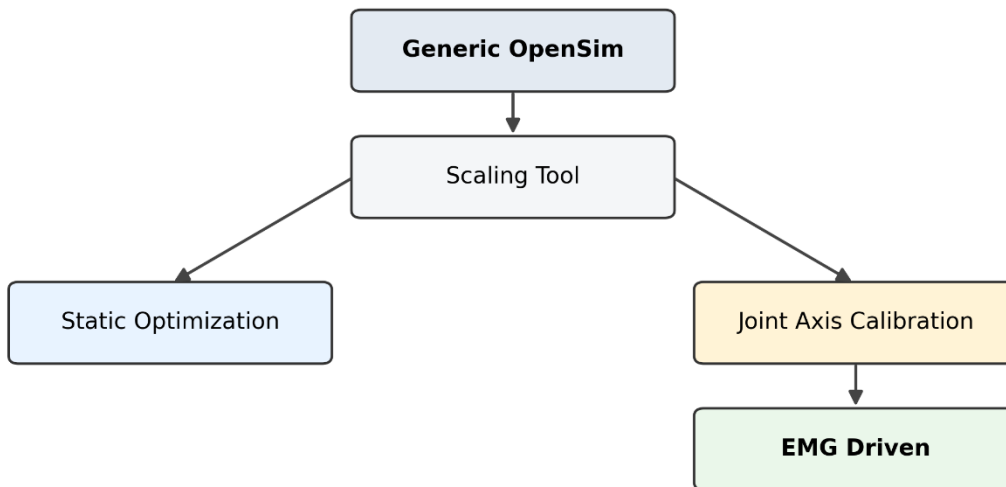 Generic OpenSim
Scaling Tool
Static Optimization
Joint Axis Calibration
EMG Driven